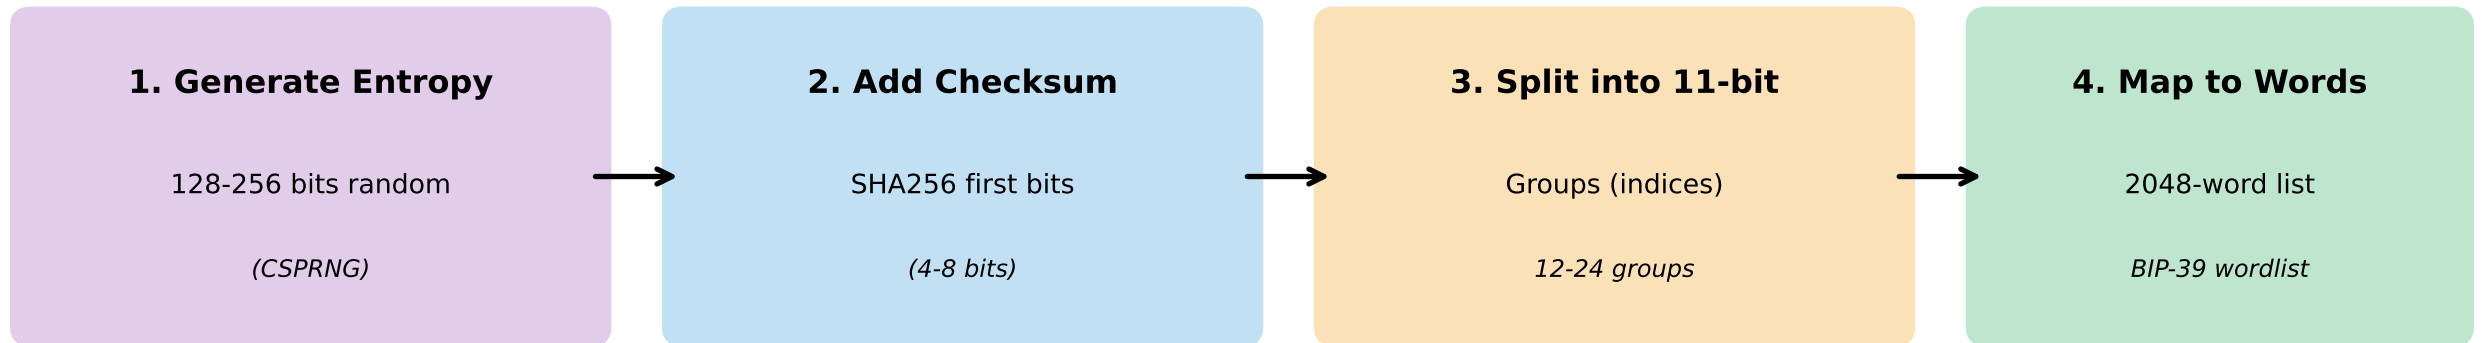 1. Generate Entropy
128-256 bits random
(CSPRNG)
2. Add Checksum
SHA256 first bits
(4-8 bits)
3. Split into 11-bit
Groups (indices)
12-24 groups
4. Map to Words
2048-word list
BIP-39 wordlist